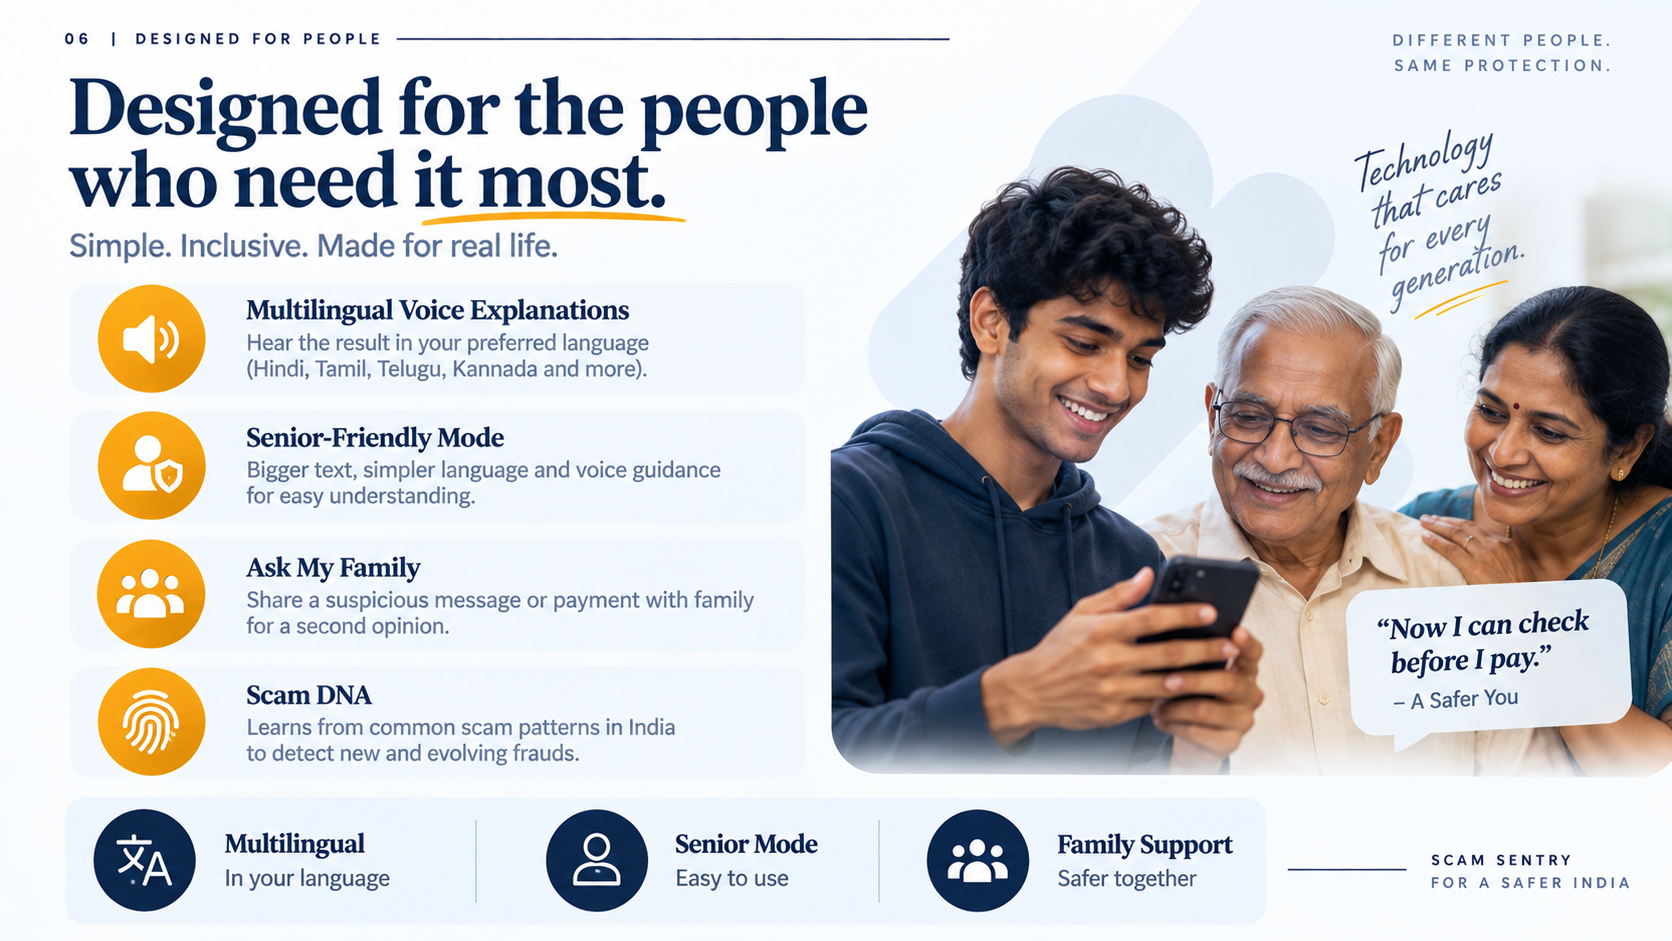 06 | DESIGNED FOR PEOPLE
DIFFERENT PEOPLE.
SAME PROTECTION.
Designed for the people
who need it most.
Simple. Inclusive. Made for real life.
Technology
that cares
for every
generation.
Multilingual Voice Explanations
Hear the result in your preferred language
(Hindi, Tamil, Telugu, Kannada and more).
Senior-Friendly Mode
Bigger text, simpler language and voice guidance
for easy understanding.
Ask My Family
Share a suspicious message or payment with family
for a second opinion.
Scam DNA
Learns from common scam patterns in India
to detect new and evolving frauds.
“Now I can check
before I pay.”
– A Safer You
文A
Multilingual
In your language
Senior Mode
Easy to use
Family Support
Safer together
SCAM SENTRY
FOR A SAFER INDIA